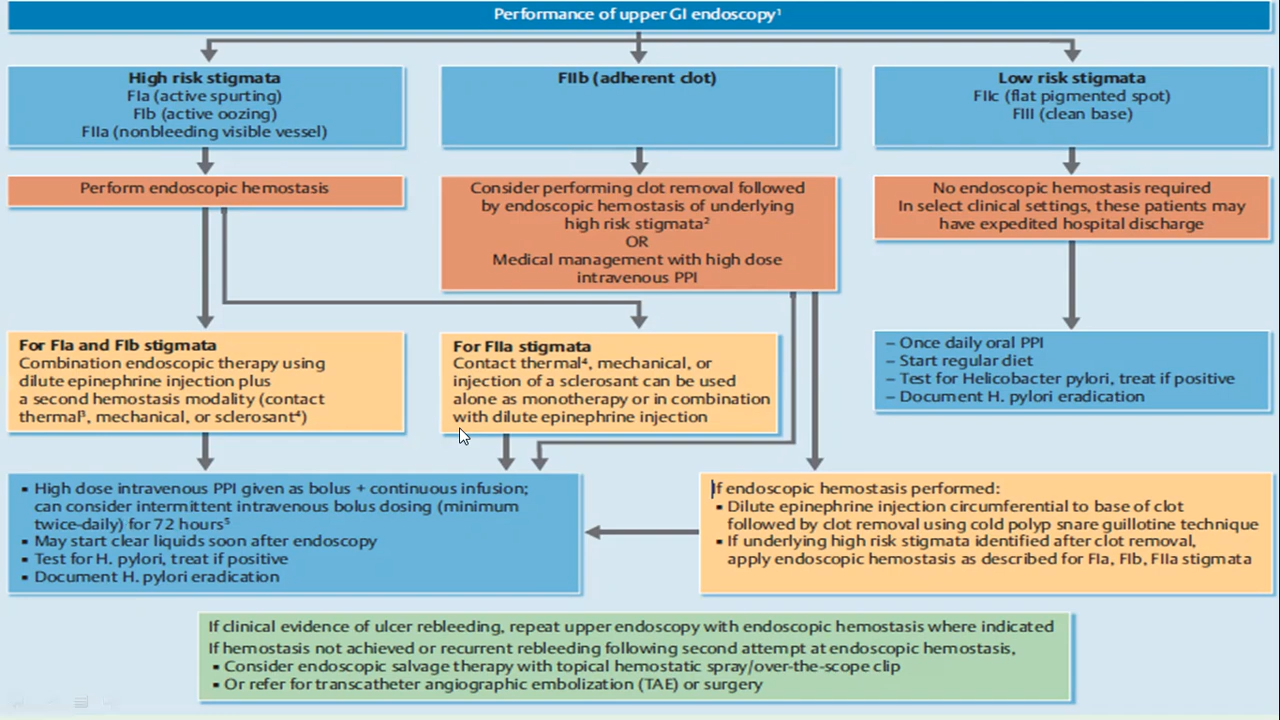 Performance of upper GI endoscopy¹
High risk stigmata
FIa (active spurting)
FIb (active oozing)
FIIa (nonbleeding visible vessel)
FIIb (adherent clot)
Low risk stigmata
FIIc (flat pigmented spot)
FIII (clean base)
Perform endoscopic hemostasis
Consider performing clot removal followed
by endoscopic hemostasis of underlying
high risk stigmata²
OR
Medical management with high dose
intravenous PPI
No endoscopic hemostasis required
In select clinical settings, these patients may
have expedited hospital discharge
For FIa and FIb stigmata
Combination endoscopic therapy using
dilute epinephrine injection plus
a second hemostasis modality (contact
thermal³, mechanical, or sclerosant⁴)
For FIIa stigmata
Contact thermal⁴, mechanical, or
injection of a sclerosant can be used
alone as monotherapy or in combination
with dilute epinephrine injection
– Once daily oral PPI
– Start regular diet
– Test for Helicobacter pylori, treat if positive
– Document H. pylori eradication
▪ High dose intravenous PPI given as bolus + continuous infusion;
can consider intermittent intravenous bolus dosing (minimum
twice-daily) for 72 hours⁵
▪ May start clear liquids soon after endoscopy
▪ Test for H. pylori, treat if positive
▪ Document H. pylori eradication
If endoscopic hemostasis performed:
▪ Dilute epinephrine injection circumferential to base of clot
followed by clot removal using cold polyp snare guillotine technique
▪ If underlying high risk stigmata identified after clot removal,
apply endoscopic hemostasis as described for FIa, FIb, FIIa stigmata
If clinical evidence of ulcer rebleeding, repeat upper endoscopy with endoscopic hemostasis where indicated
If hemostasis not achieved or recurrent rebleeding following second attempt at endoscopic hemostasis,
▪ Consider endoscopic salvage therapy with topical hemostatic spray/over-the-scope clip
▪ Or refer for transcatheter angiographic embolization (TAE) or surgery